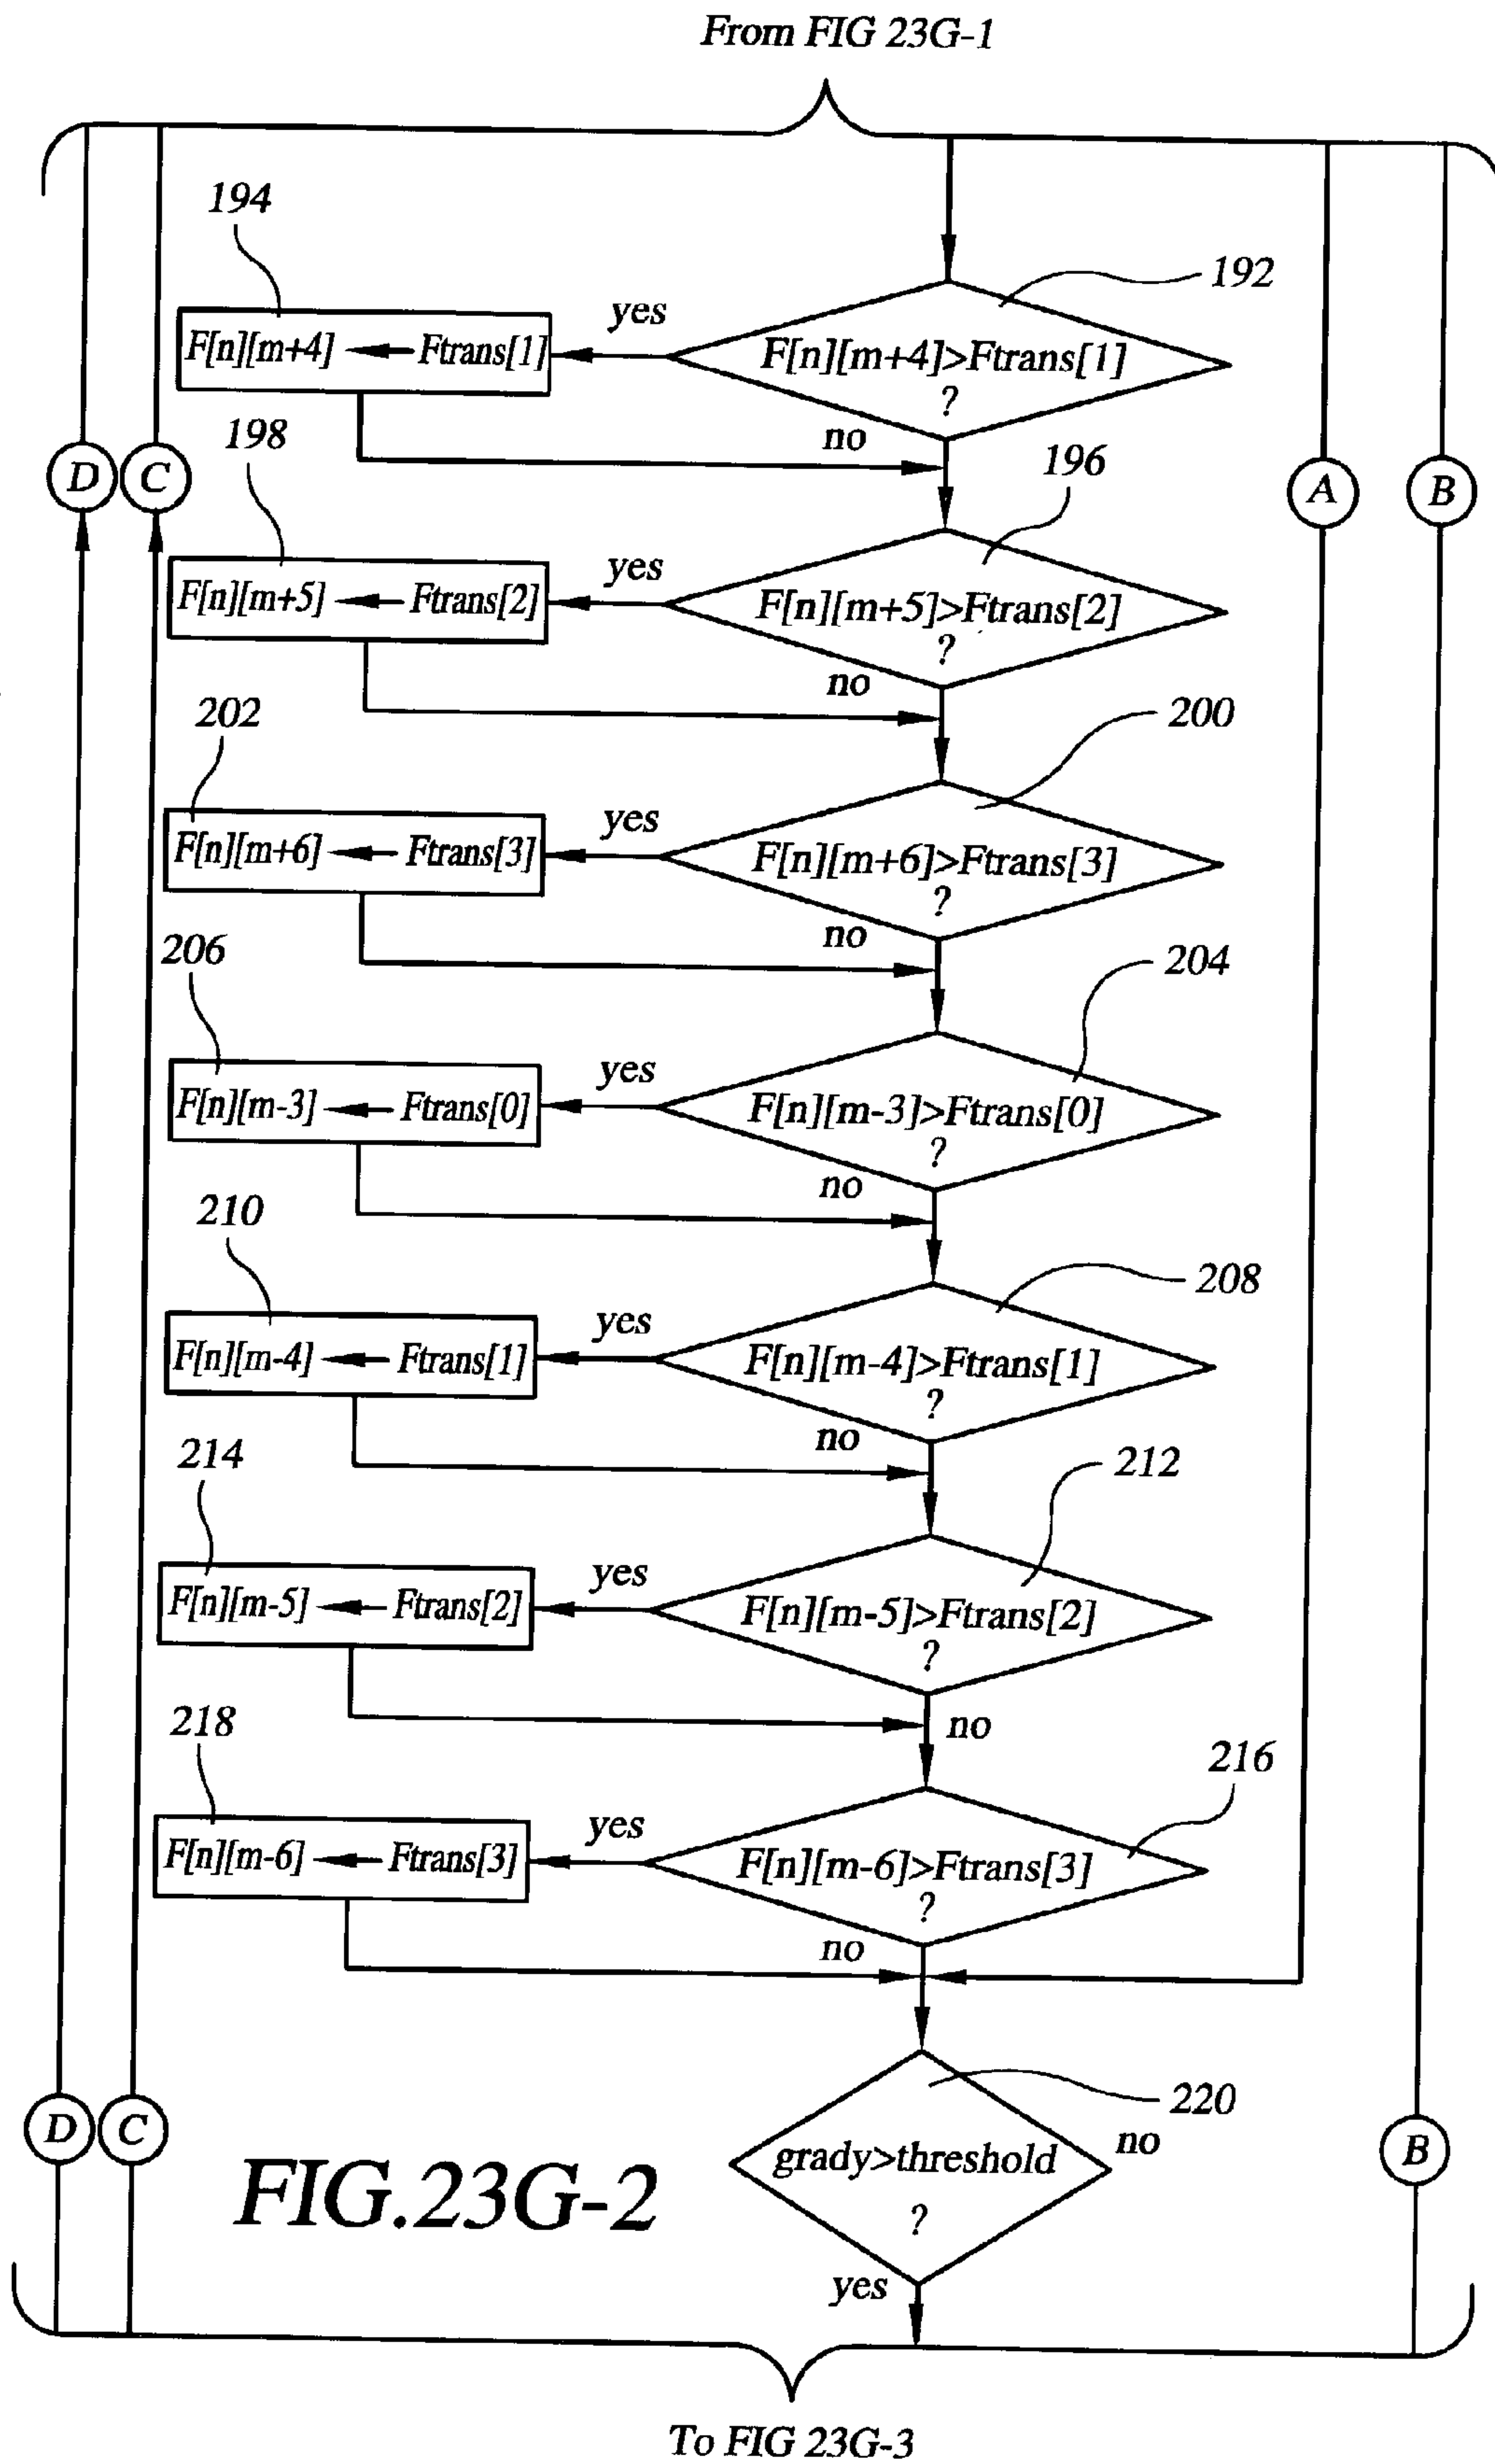 From FIG 23G-1
194
192
yes
F[n][m+4] ← Ftrans[1]
F[n][m+4]>Ftrans[1]
?
no
198
196
D
C
A
B
yes
F[n][m+5] ← Ftrans[2]
F[n][m+5]>Ftrans[2]
?
no
202
200
yes
F[n][m+6] ← Ftrans[3]
F[n][m+6]>Ftrans[3]
?
no
206
204
yes
F[n][m-3] ← Ftrans[0]
F[n][m-3]>Ftrans[0]
?
no
210
208
yes
F[n][m-4] ← Ftrans[1]
F[n][m-4]>Ftrans[1]
?
no
214
212
yes
F[n][m-5] ← Ftrans[2]
F[n][m-5]>Ftrans[2]
?
no
218
216
yes
F[n][m-6] ← Ftrans[3]
F[n][m-6]>Ftrans[3]
?
no
220
D
C
B
no
grady>threshold
?
yes
FIG.23G-2
To FIG 23G-3